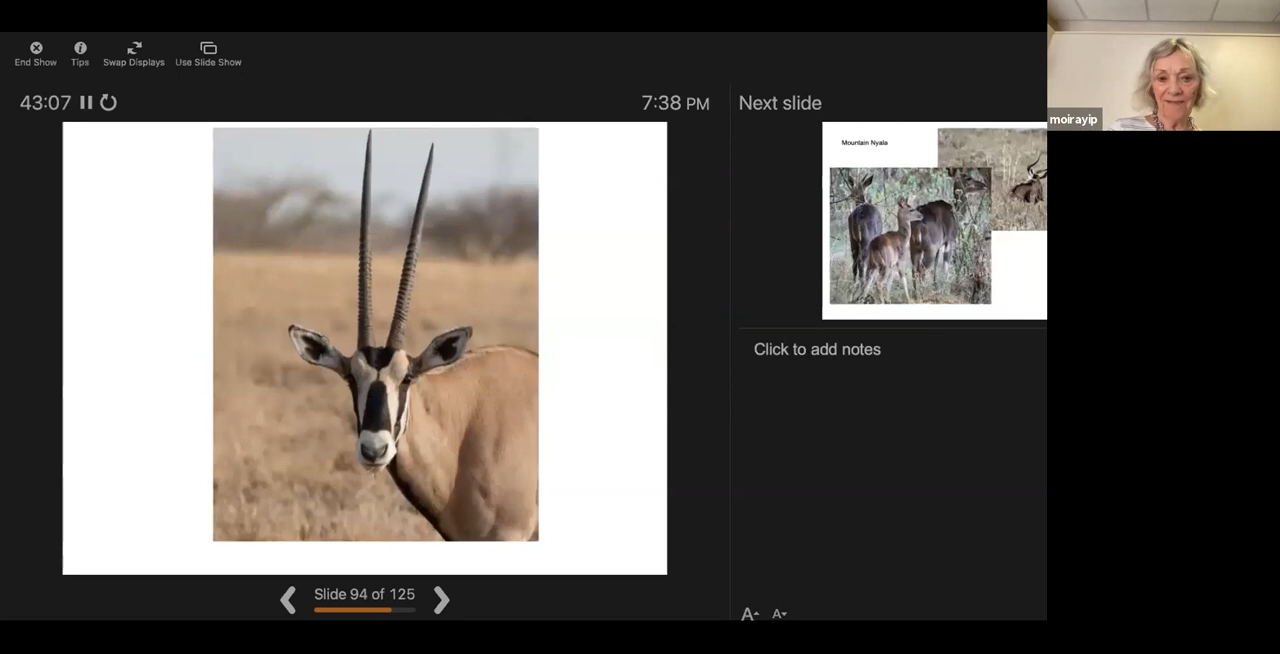 End Show
Tips
Swap Displays
Use Slide Show
43:07
7:38 PM
Next slide
moirayip
Mountain Nyala
Click to add notes
Slide 94 of 125
A
A